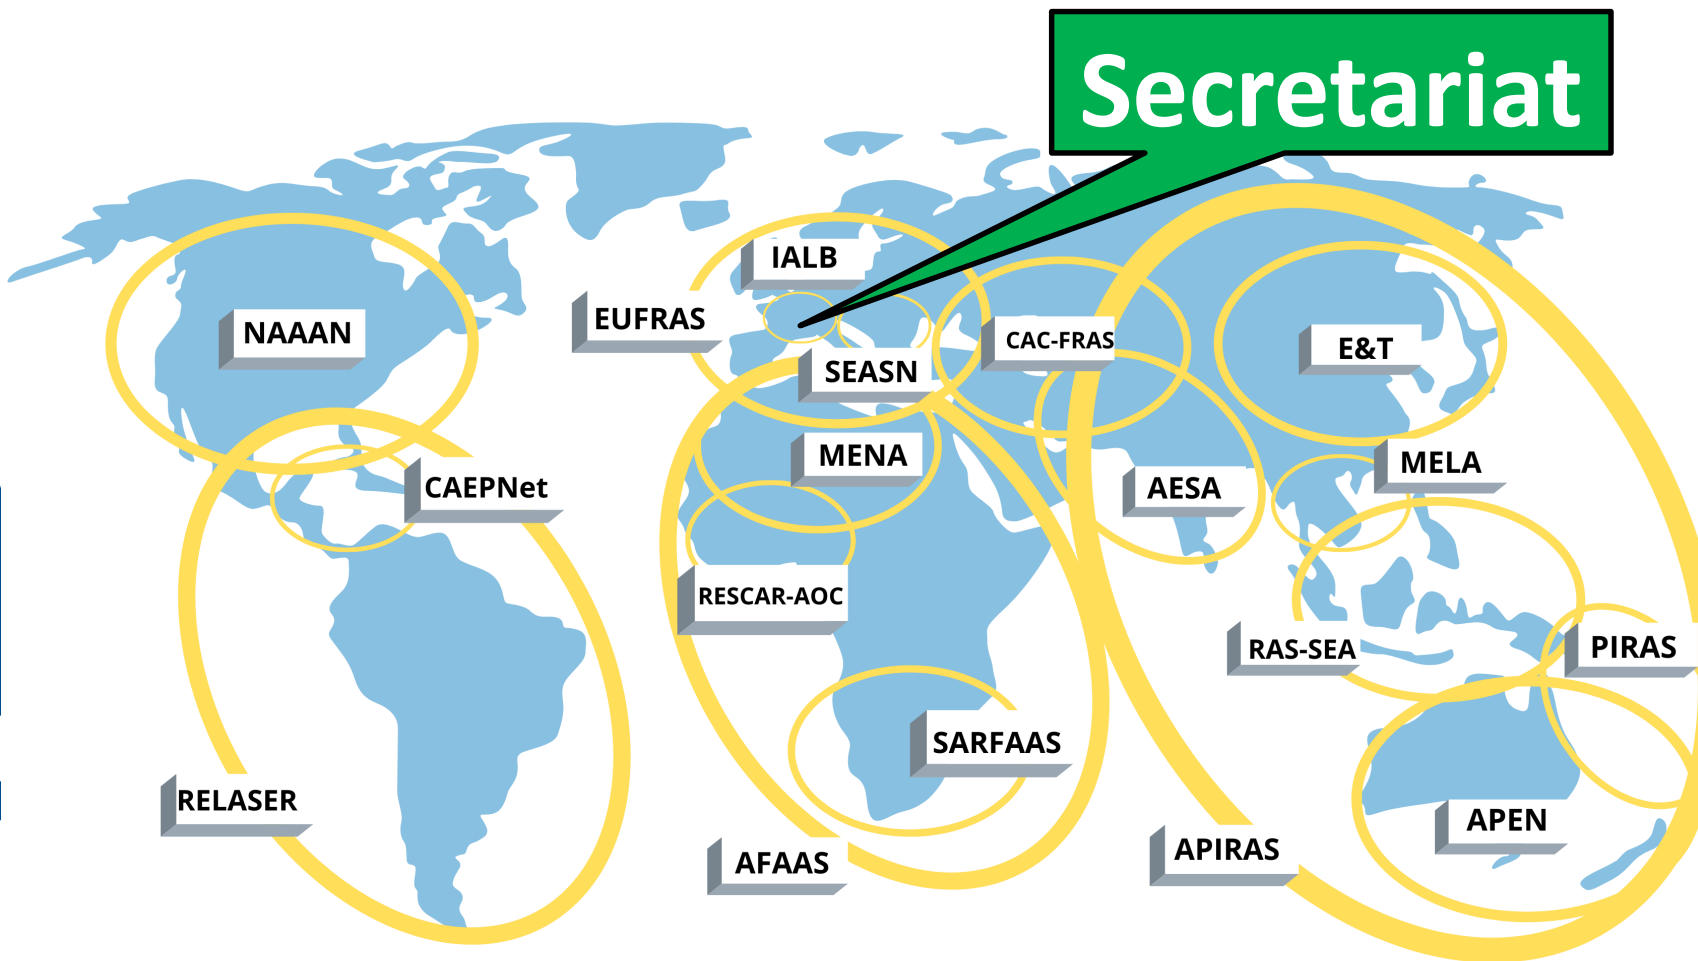 Secretariat
IALB
EUFRAS
NAAAN
CAC-FRAS
E&T
SEASN
MENA
MELA
CAEPNet
AESA
RESCAR-AOC
RAS-SEA
PIRAS
SARFAAS
RELASER
APEN
AFAAS
APIRAS